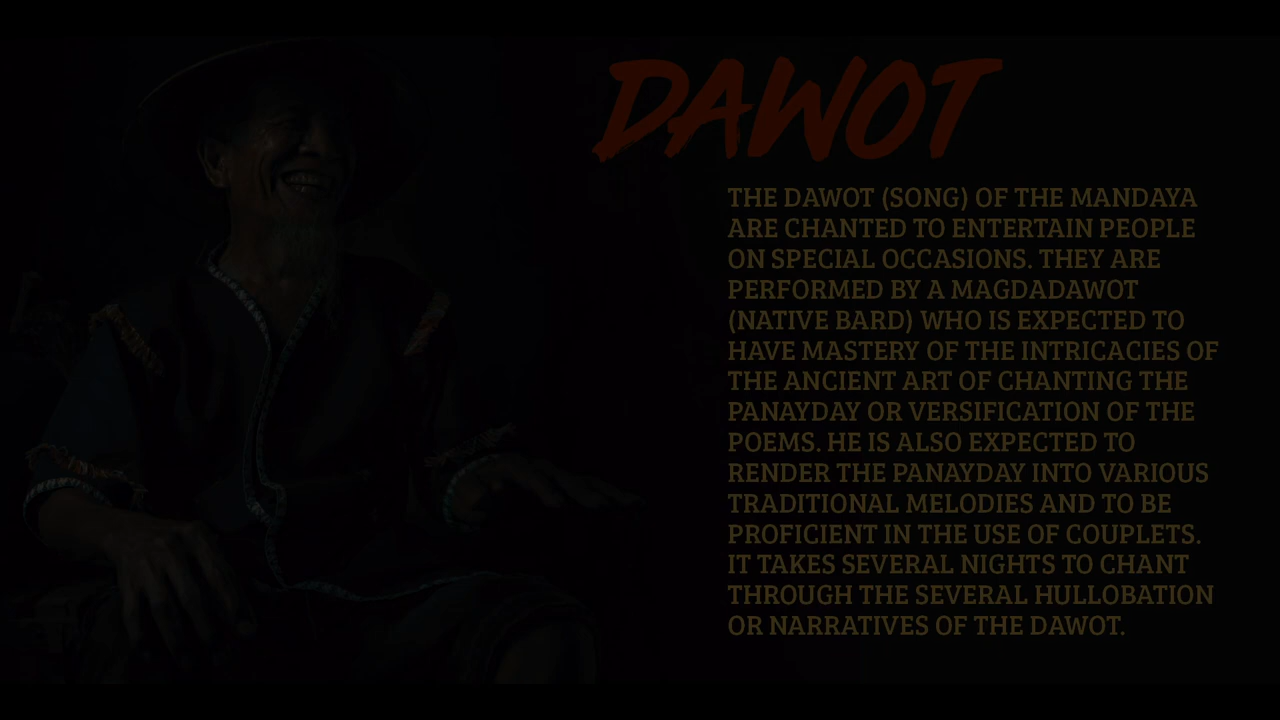 DAWOT
THE DAWOT (SONG) OF THE MANDAYA
ARE CHANTED TO ENTERTAIN PEOPLE
ON SPECIAL OCCASIONS. THEY ARE
PERFORMED BY A MAGDADAWOT
(NATIVE BARD) WHO IS EXPECTED TO
HAVE MASTERY OF THE INTRICACIES OF
THE ANCIENT ART OF CHANTING THE
PANAYDAY OR VERSIFICATION OF THE
POEMS. HE IS ALSO EXPECTED TO
RENDER THE PANAYDAY INTO VARIOUS
TRADITIONAL MELODIES AND TO BE
PROFICIENT IN THE USE OF COUPLETS.
IT TAKES SEVERAL NIGHTS TO CHANT
THROUGH THE SEVERAL HULLOBATION
OR NARRATIVES OF THE DAWOT.